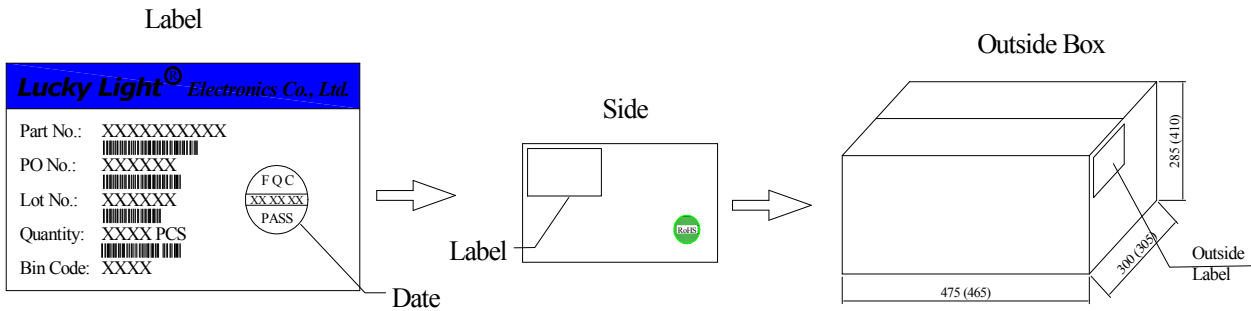 Label
Lucky Light® Electronics Co., Ltd.
Part No.: XXXXXXXXXX
PO No.: XXXXXX
Lot No.: XXXXXX
Quantity: XXXX PCS
Bin Code: XXXX
FQC
XX XX XX
PASS
Date
Side
Label
RoHS
Outside Box
285 (410)
300 (305)
475 (465)
Outside
Label